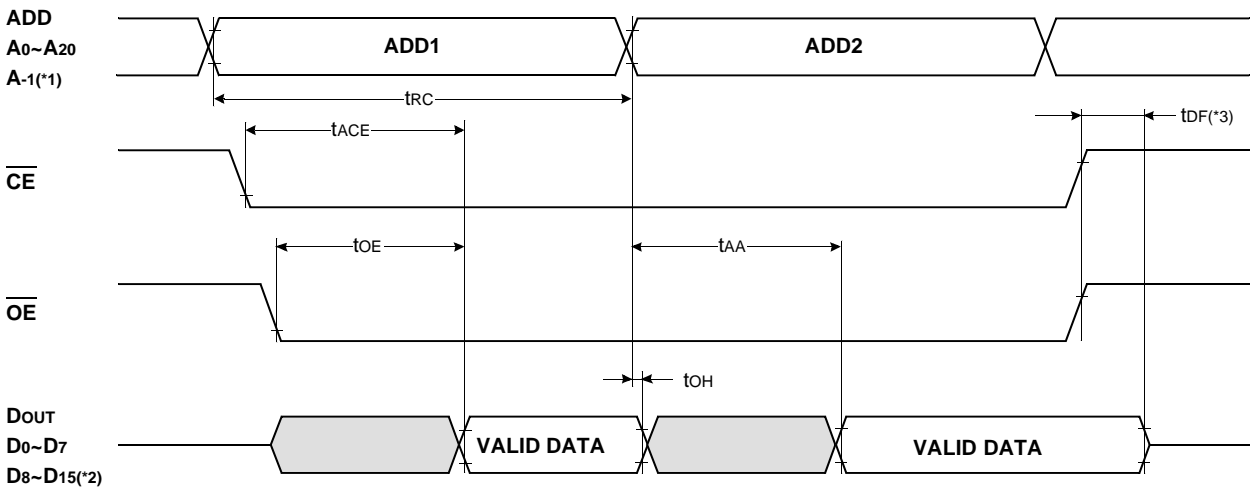 ADD
A0~A20
A-1(*1)
ADD1
ADD2
tRC
tACE
tDF(*3)
CE
tOE
tAA
OE
tOH
DOUT
D0~D7
D8~D15(*2)
VALID DATA
VALID DATA